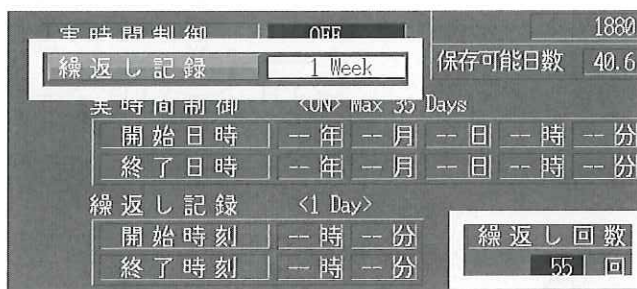 実時間制御 OFF 1880
繰返し記録 1 Week 保存可能日数 40.6
実時間制御 <ON> Max 35 Days
開始日時 -- 年 -- 月 -- 日 -- 時 -- 分
終了日時 -- 年 -- 月 -- 日 -- 時 -- 分
繰返し記録 <1 Day>
開始時刻 -- 時 -- 分 繰返し回数
終了時刻 -- 時 -- 分 55 回